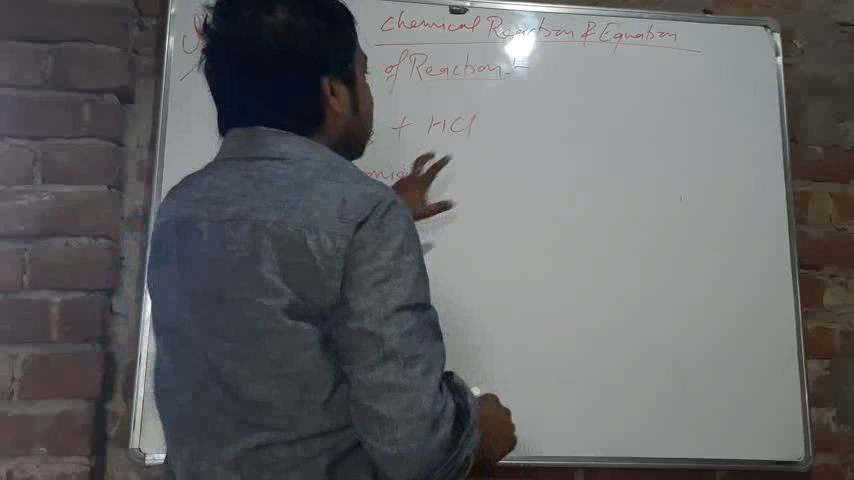 Chemical Reaction & Equation
of Reaction :-
+ HCl